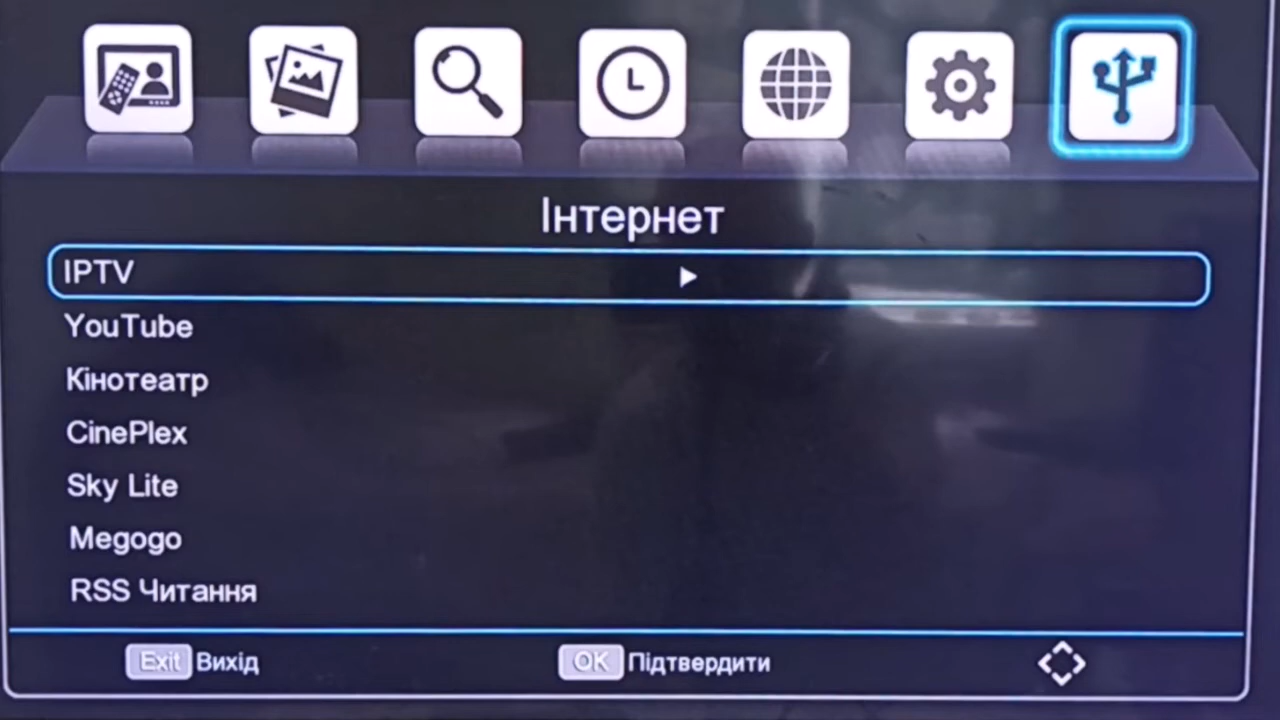 Інтернет
IPTV
YouTube
Кінотеатр
CinePlex
Sky Lite
Megogo
RSS Читання
Exit Вихід OK Підтвердити